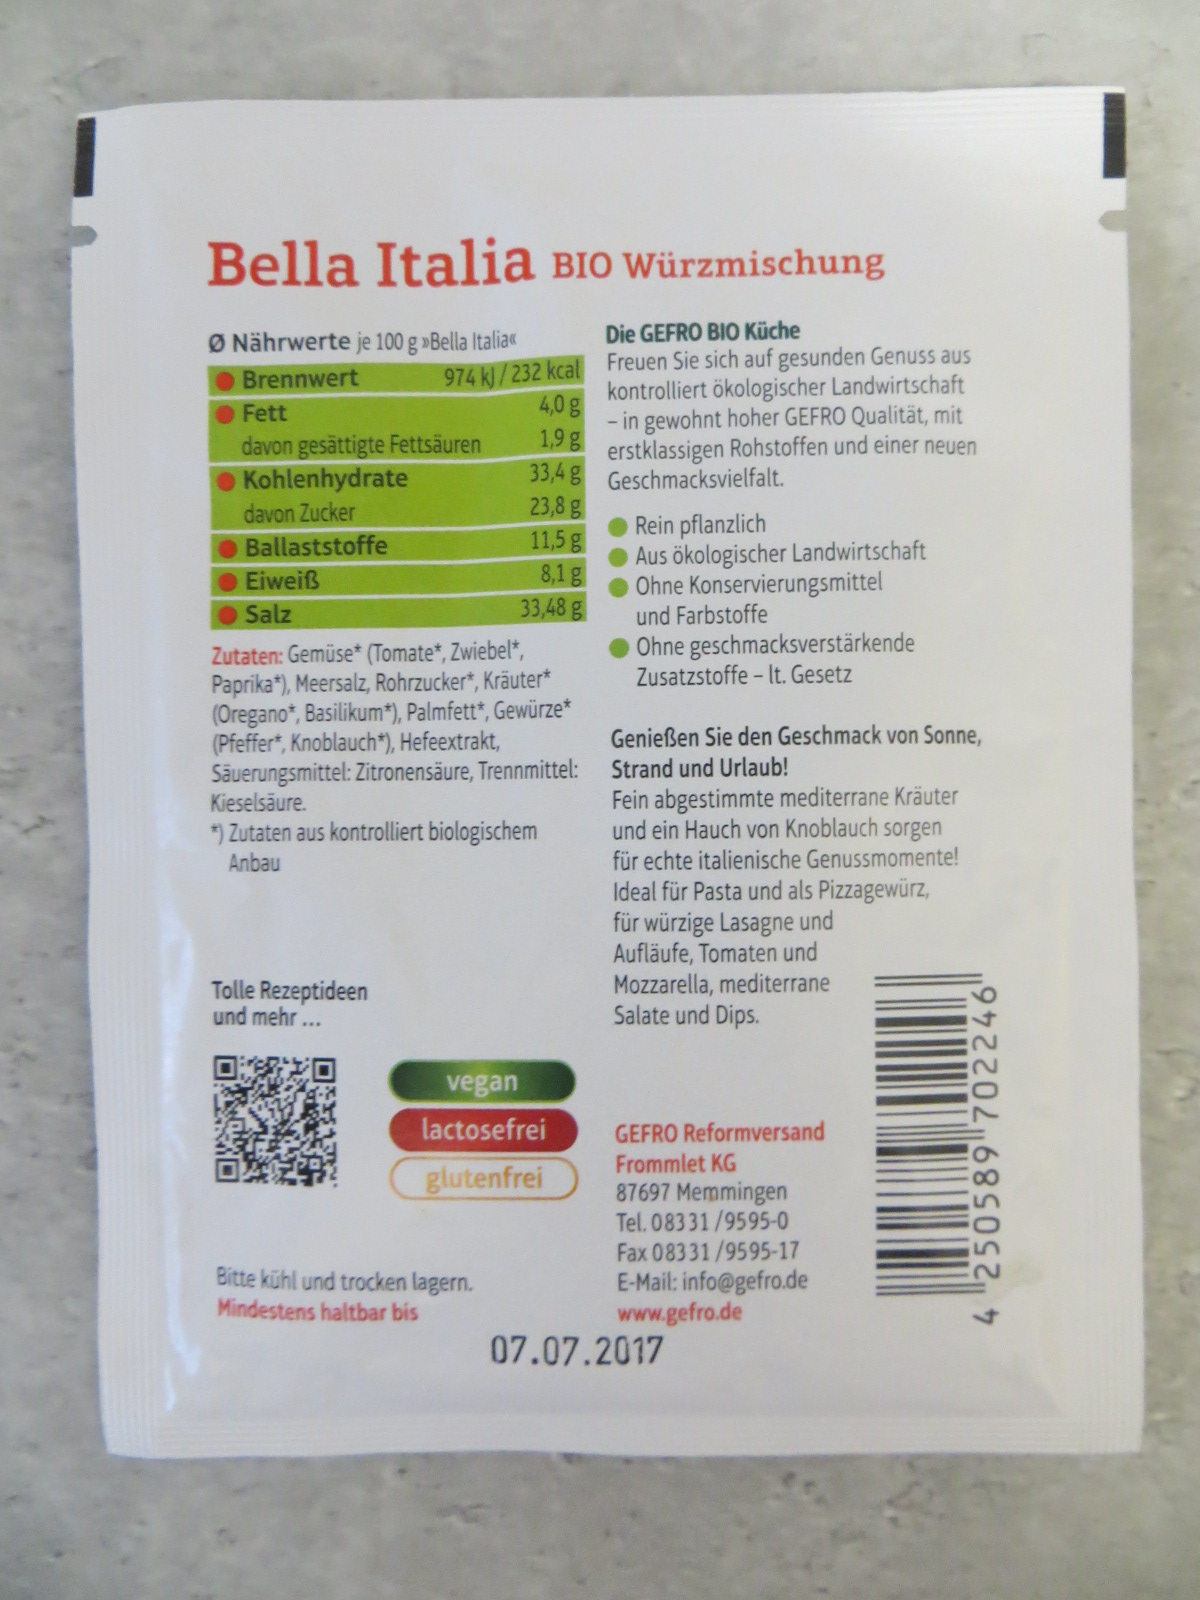 Bella Italia BIO Würzmischung
Ø Nährwerte je 100 g »Bella Italia«
Brennwert 974 kJ / 232 kcal
Fett 4,0 g
davon gesättigte Fettsäuren 1,9 g
Kohlenhydrate 33,4 g
davon Zucker 23,8 g
Ballaststoffe 11,5 g
Eiweiß 8,1 g
Salz 33,48 g
Zutaten: Gemüse* (Tomate*, Zwiebel*,
Paprika*), Meersalz, Rohrzucker*, Kräuter*
(Oregano*, Basilikum*), Palmfett*, Gewürze*
(Pfeffer*, Knoblauch*), Hefeextrakt,
Säuerungsmittel: Zitronensäure, Trennmittel:
Kieselsäure.
*) Zutaten aus kontrolliert biologischem
Anbau
Tolle Rezeptideen
und mehr ...
vegan
lactosefrei
glutenfrei
Bitte kühl und trocken lagern.
Mindestens haltbar bis
07.07.2017
Die GEFRO BIO Küche
Freuen Sie sich auf gesunden Genuss aus
kontrolliert ökologischer Landwirtschaft
– in gewohnt hoher GEFRO Qualität, mit
erstklassigen Rohstoffen und einer neuen
Geschmacksvielfalt.
Rein pflanzlich
Aus ökologischer Landwirtschaft
Ohne Konservierungsmittel
und Farbstoffe
Ohne geschmacksverstärkende
Zusatzstoffe – lt. Gesetz
Genießen Sie den Geschmack von Sonne,
Strand und Urlaub!
Fein abgestimmte mediterrane Kräuter
und ein Hauch von Knoblauch sorgen
für echte italienische Genussmomente!
Ideal für Pasta und als Pizzagewürz,
für würzige Lasagne und
Aufläufe, Tomaten und
Mozzarella, mediterrane
Salate und Dips.
GEFRO Reformversand
Frommlet KG
87697 Memmingen
Tel. 08331/9595-0
Fax 08331/9595-17
E-Mail: info@gefro.de
www.gefro.de
4 250589 702246